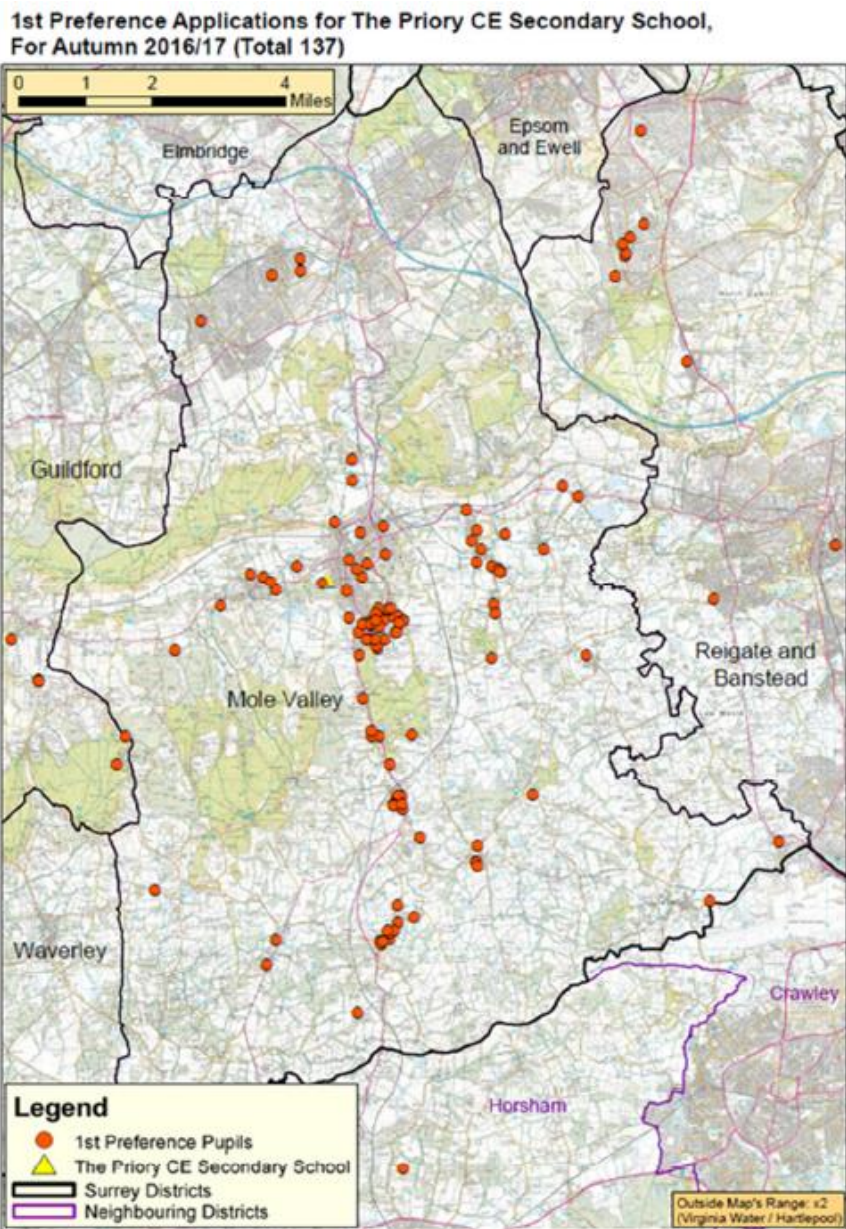 1st Preference Applications for The Priory CE Secondary School,
For Autumn 2016/17 (Total 137)
0 1 2 4
Miles
Elmbridge
Epsom
and Ewell
Guildford
Mole Valley
Reigate and
Banstead
Waverley
Crawley
Horsham
Legend
1st Preference Pupils
The Priory CE Secondary School
Surrey Districts
Neighbouring Districts
Outside Map's Range: x2
(Virginia Water / Hartlepool)